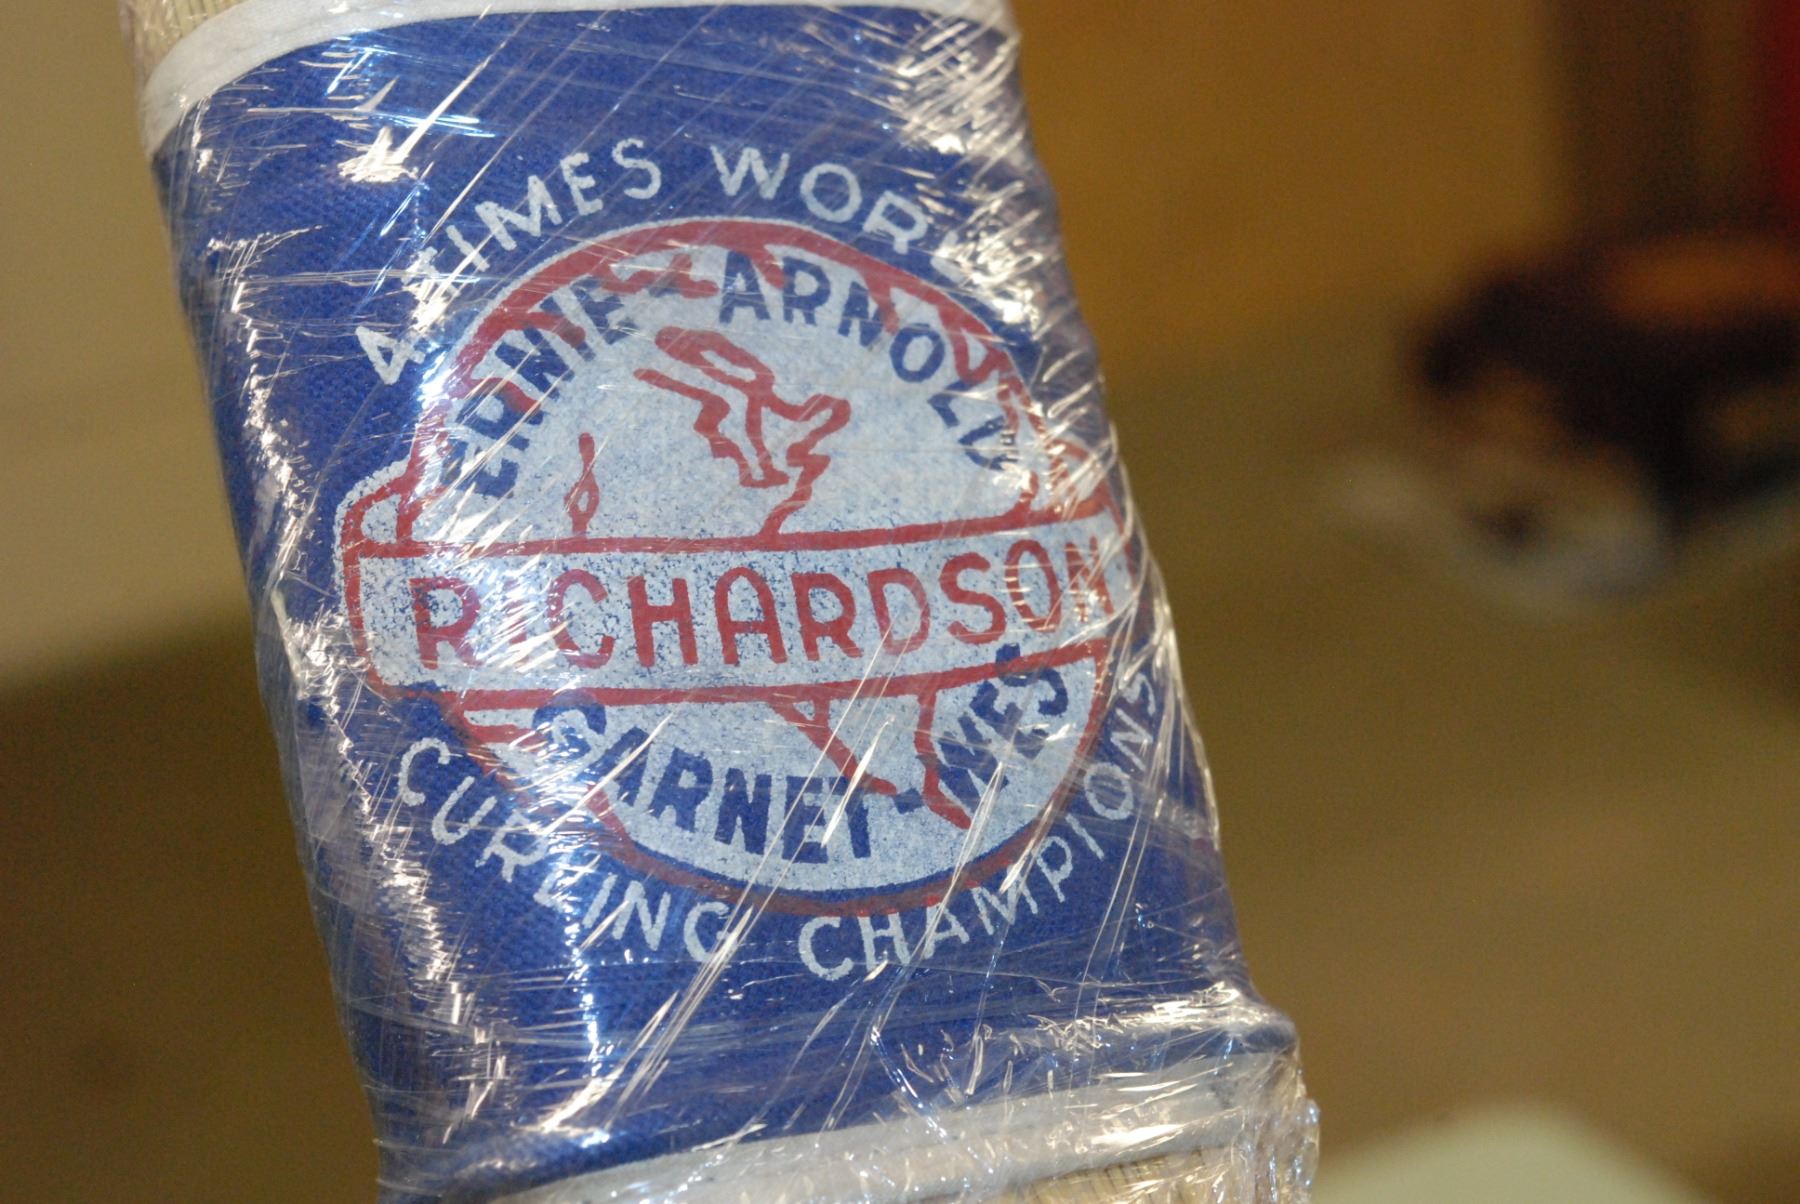 4 TIMES WORLD
ERNIE - ARNOLD
RICHARDSON
GARNET - WES
CURLING CHAMPIONS